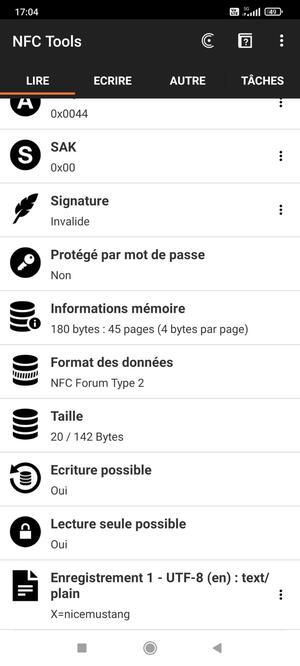 17:04
5G
49
NFC Tools
LIRE
ECRIRE
AUTRE
TÂCHES
A
0x0044
S
SAK
0x00
Signature
Invalide
Protégé par mot de passe
Non
Informations mémoire
180 bytes : 45 pages (4 bytes par page)
Format des données
NFC Forum Type 2
Taille
20 / 142 Bytes
Ecriture possible
Oui
Lecture seule possible
Oui
Enregistrement 1 - UTF-8 (en) : text/
plain
X=nicemustang